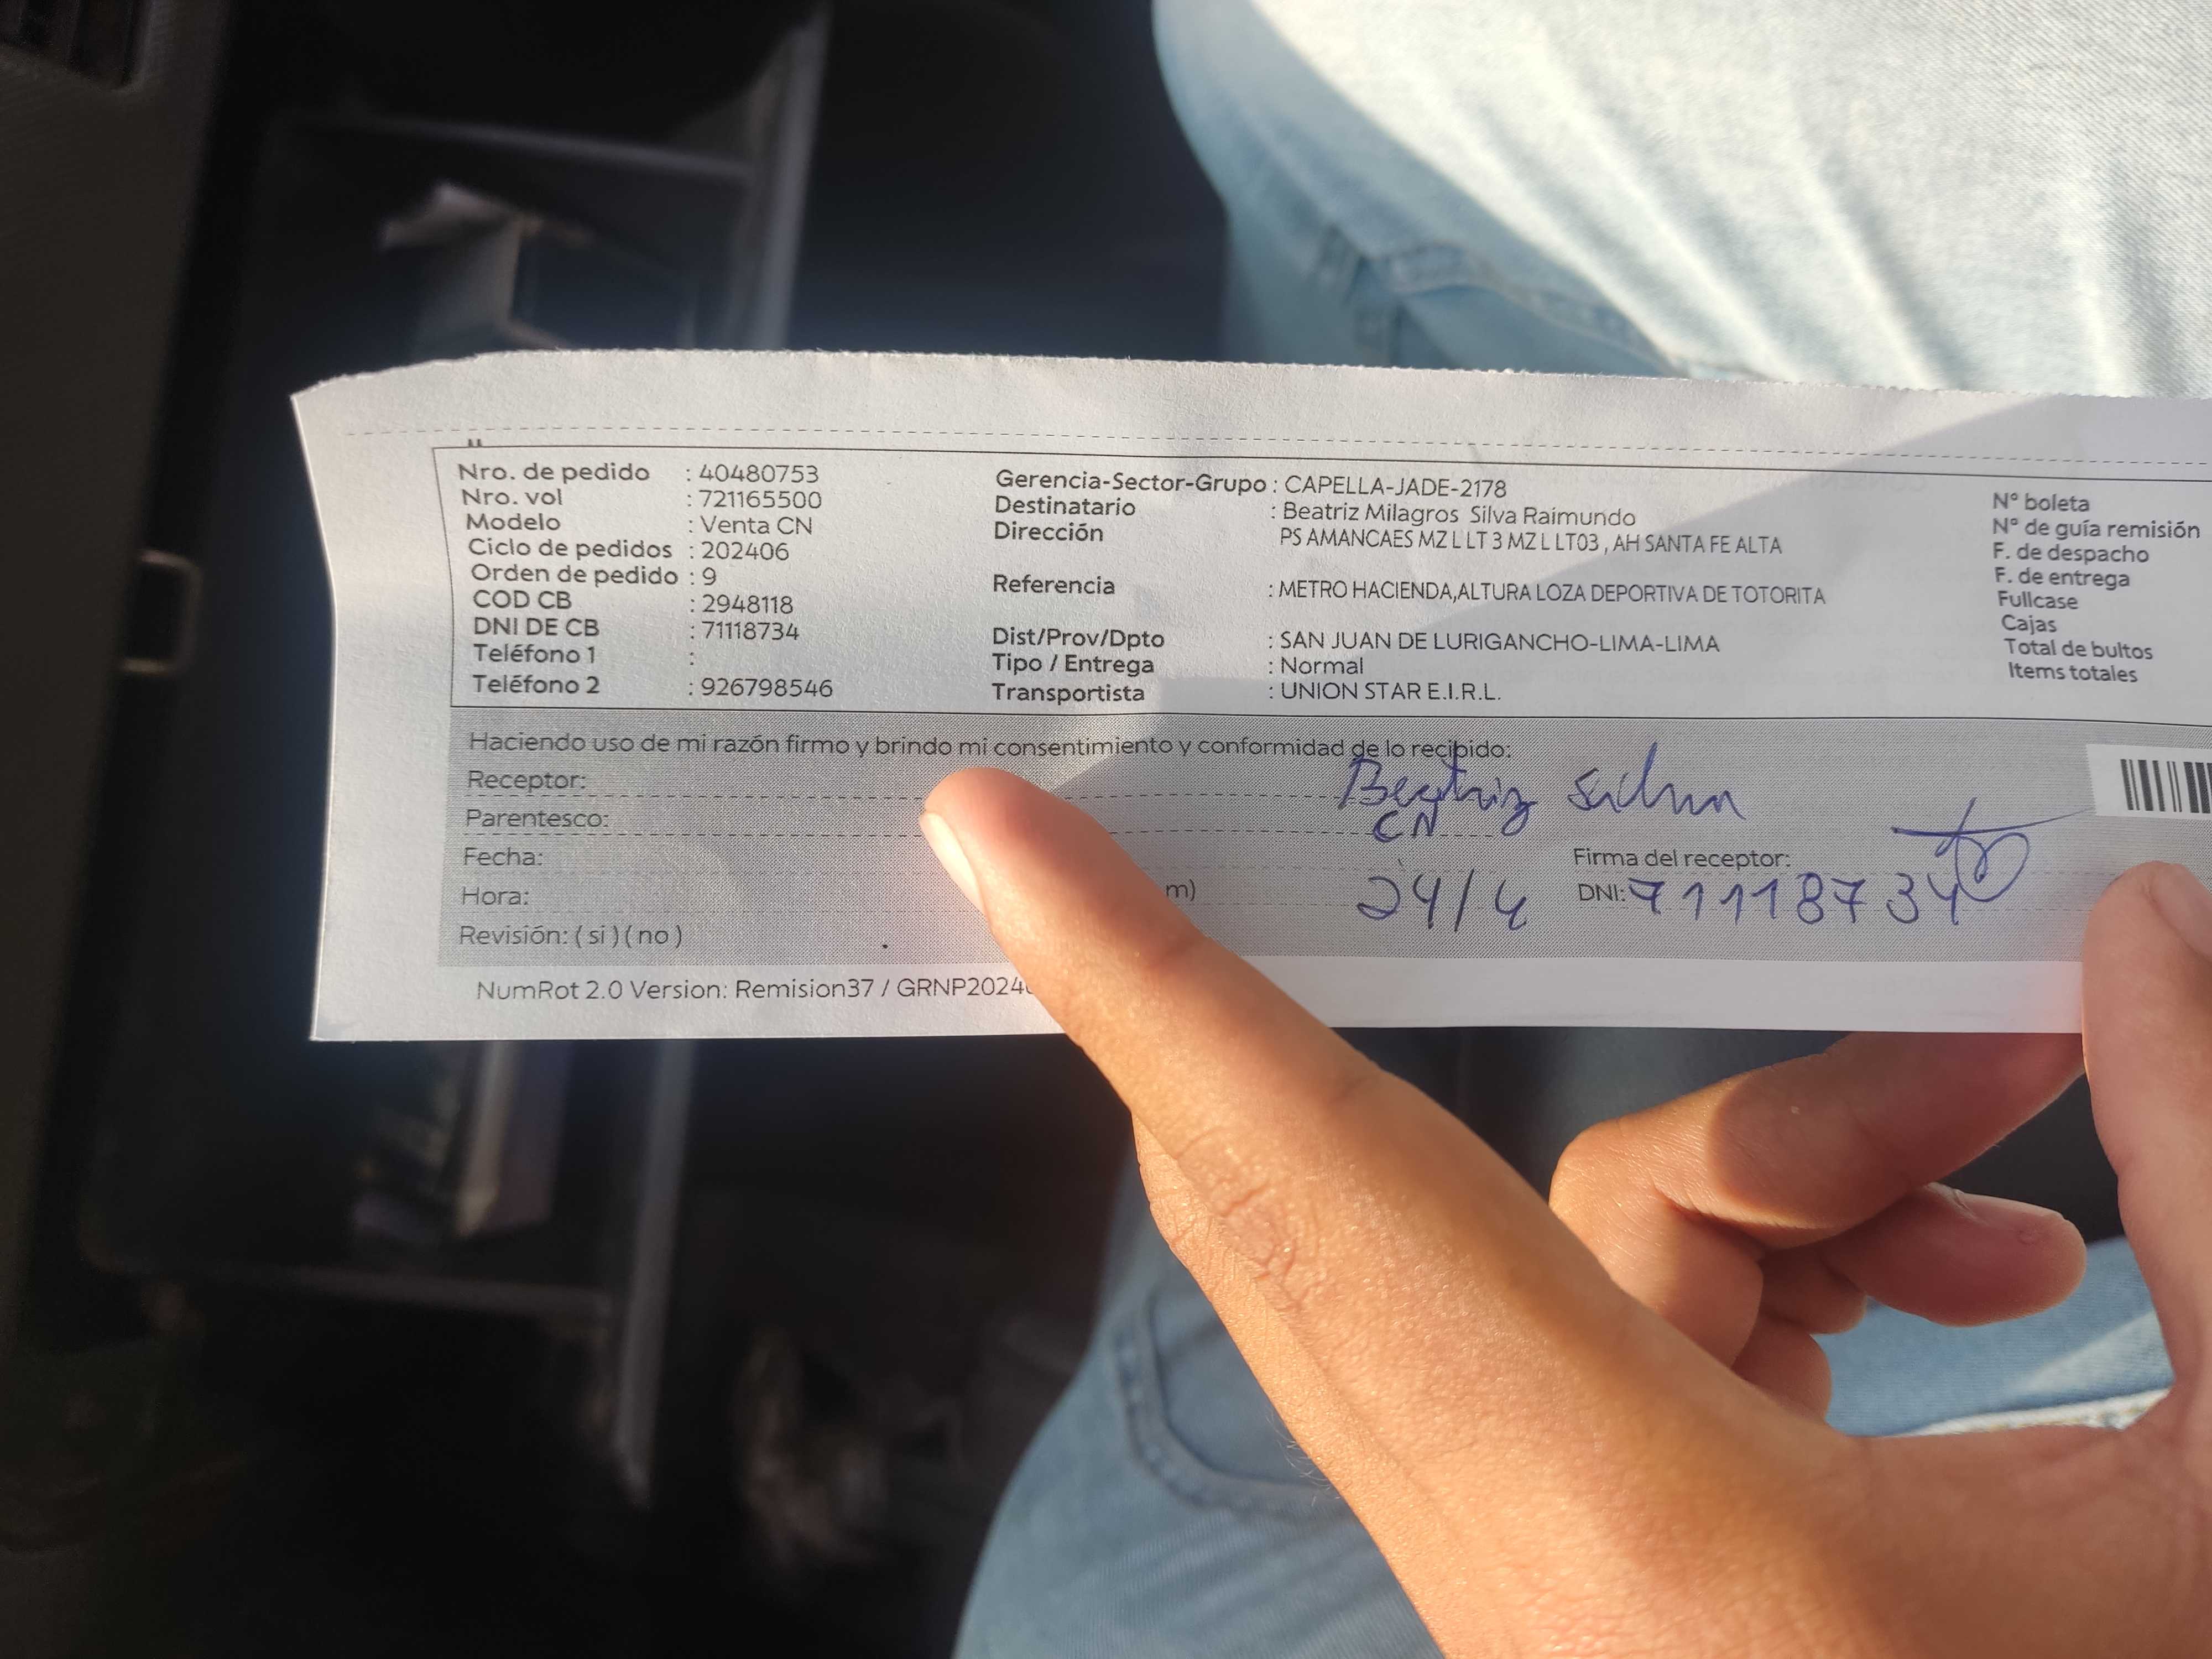 Nro. de pedido : 40480753
Nro. vol : 721165500
Modelo : Venta CN
Ciclo de pedidos : 202406
Orden de pedido : 9
COD CB : 2948118
DNI DE CB : 71118734
Teléfono 1 :
Teléfono 2 : 926798546
Gerencia-Sector-Grupo : CAPELLA-JADE-2178
Destinatario : Beatriz Milagros Silva Raimundo
Dirección PS AMANCAES MZ L LT 3 MZ L LT03 , AH SANTA FE ALTA
Referencia : METRO HACIENDA,ALTURA LOZA DEPORTIVA DE TOTORITA
Dist/Prov/Dpto : SAN JUAN DE LURIGANCHO-LIMA-LIMA
Tipo / Entrega : Normal
Transportista : UNION STAR E.I.R.L.
N° boleta
N° de guía remisión
F. de despacho
F. de entrega
Fullcase
Cajas
Total de bultos
Items totales
Haciendo uso de mi razón firmo y brindo mi consentimiento y conformidad de lo recibido:
Receptor: Beatriz Silva
Parentesco: CN
Fecha: Firma del receptor:
Hora: m) 24/4 DNI: 71118734
Revisión: ( si ) ( no )
NumRot 2.0 Version: Remision37 / GRNP2024